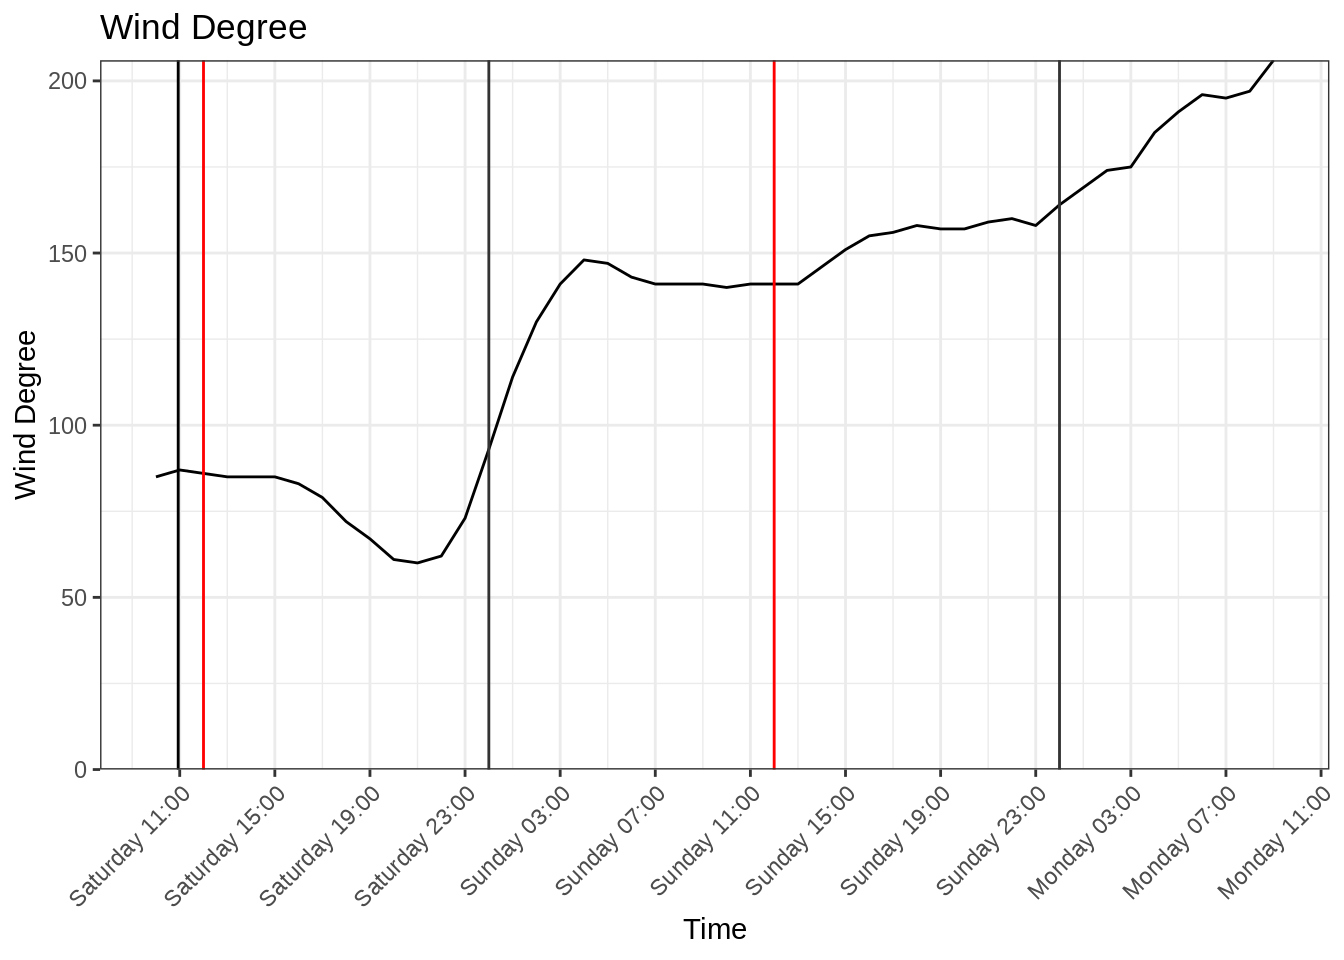 Wind Degree
Wind Degree
200
150
100
50
0
Saturday 11:00
Saturday 15:00
Saturday 19:00
Saturday 23:00
Sunday 03:00
Sunday 07:00
Sunday 11:00
Sunday 15:00
Sunday 19:00
Sunday 23:00
Monday 03:00
Monday 07:00
Monday 11:00
Time